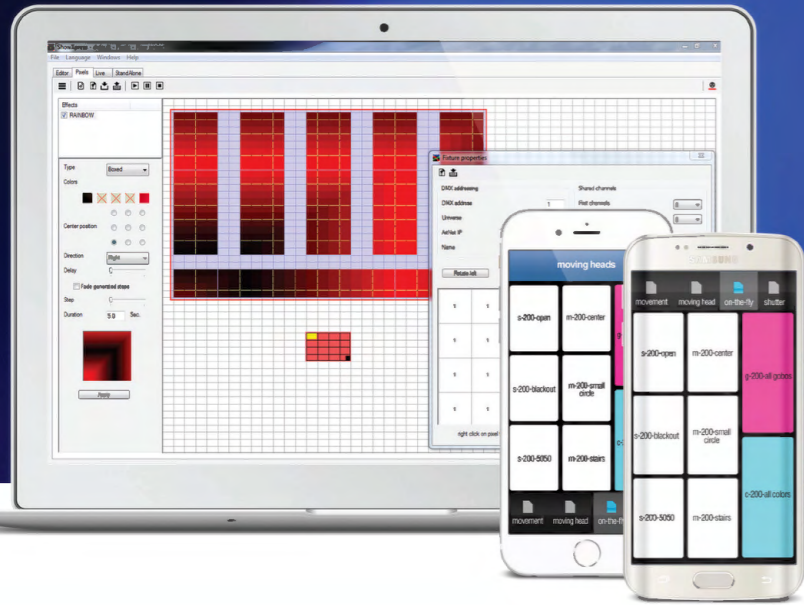 ShowXpress
File Language Windows Help
Editor Pixels Live StandAlone
Effects
RAINBOW
Type Boxed
Colors
Center position
Direction Right
Delay
Fade generated steps
Step
Duration 5.0 Sec.
Apply
Fixture properties
DMX addressing Shared channels
DMX address 1 First channels
Universe
ArtNet IP
Name
Rotate left
right click on pixel
moving heads
s-200-open m-200-center
s-200-blackout m-200-small
circle
s-200-5050 m-200-stairs
movement moving head on-the-fly
SAMSUNG
movement moving head on-the-fly shutter
s-200-open m-200-center
g-200-all gobos
s-200-blackout m-200-small
circle
c-200-all colors
s-200-5050 m-200-stairs